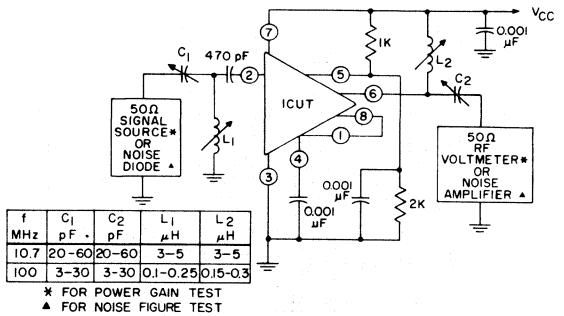 VCC
C1
470 pF
7
1K
L2
0.001
µF
C2
2
5
6
ICUT
8
1
4
3
L1
50Ω
SIGNAL
SOURCE*
OR
NOISE
DIODE ▲
50Ω
RF
VOLTMETER*
OR
NOISE
AMPLIFIER ▲
0.001
µF
0.001
µF
2K
f MHz C1 pF C2 pF L1 µH L2 µH
10.7 20-60 20-60 3-5 3-5
100 3-30 3-30 0.1-0.25 0.15-0.3
* FOR POWER GAIN TEST
▲ FOR NOISE FIGURE TEST